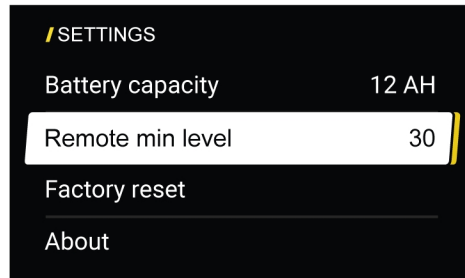 SETTINGS
Battery capacity 12 AH
Remote min level 30
Factory reset
About